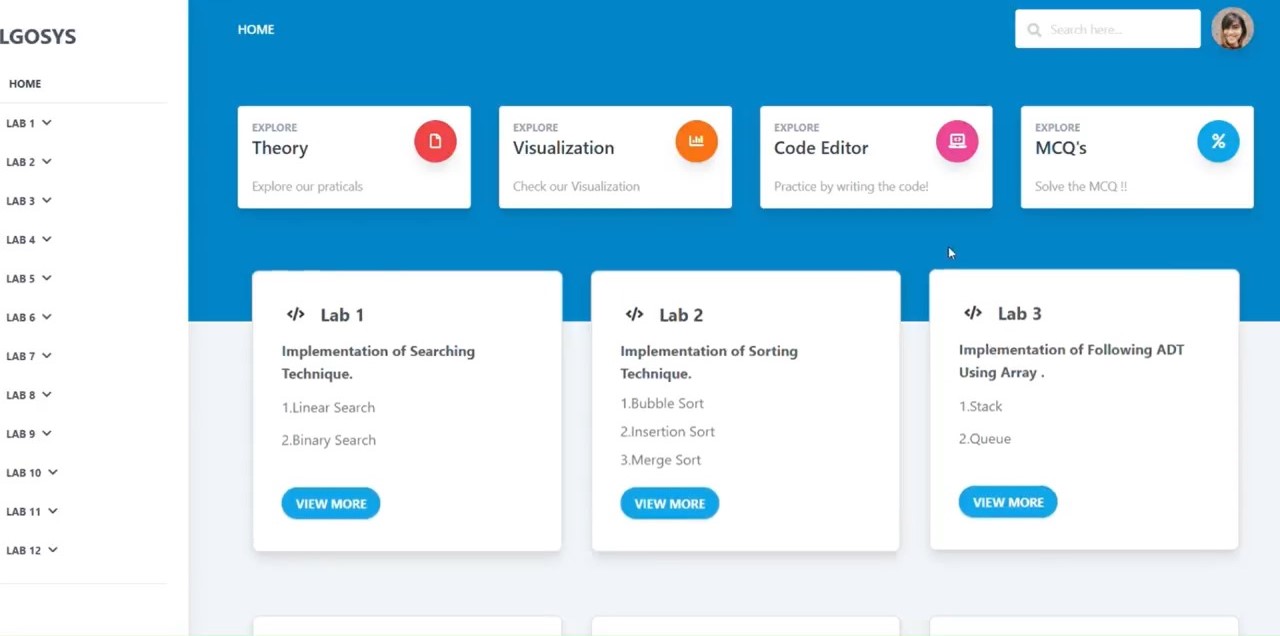 LGOSYS
HOME
LAB 1
LAB 2
LAB 3
LAB 4
LAB 5
LAB 6
LAB 7
LAB 8
LAB 9
LAB 10
LAB 11
LAB 12
HOME
Search here...
EXPLORE
Theory
Explore our praticals
EXPLORE
Visualization
Check our Visualization
EXPLORE
Code Editor
Practice by writing the code!
EXPLORE
MCQ's
%
Solve the MCQ !!
</> Lab 1
Implementation of Searching
Technique.
1.Linear Search
2.Binary Search
VIEW MORE
</> Lab 2
Implementation of Sorting
Technique.
1.Bubble Sort
2.Insertion Sort
3.Merge Sort
VIEW MORE
</> Lab 3
Implementation of Following ADT
Using Array .
1.Stack
2.Queue
VIEW MORE